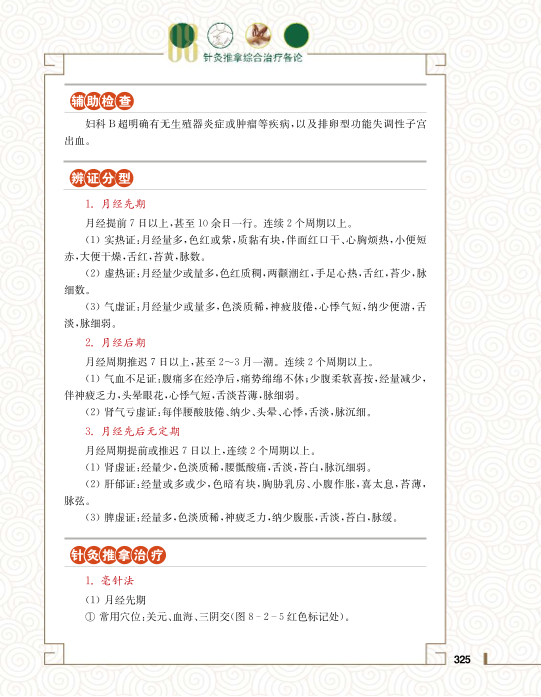 08
针灸推拿综合治疗各论
辅助检查
妇科 B 超明确有无生殖器炎症或肿瘤等疾病,以及排卵型功能失调性子宫
出血。
辨证分型
1. 月经先期
月经提前 7 日以上,甚至 10 余日一行。连续 2 个周期以上。
(1) 实热证:月经量多,色红或紫,质黏有块,伴面红口干、心胸烦热,小便短
赤,大便干燥,舌红,苔黄,脉数。
(2) 虚热证:月经量少或量多,色红质稠,两颧潮红,手足心热,舌红,苔少,脉
细数。
(3) 气虚证:月经量少或量多,色淡质稀,神疲肢倦,心悸气短,纳少便溏,舌
淡,脉细弱。
2. 月经后期
月经周期推迟 7 日以上,甚至 2～3 月一潮。连续 2 个周期以上。
(1) 气血不足证:腹痛多在经净后,痛势绵绵不休;少腹柔软喜按,经量减少,
伴神疲乏力,头晕眼花,心悸气短,舌淡苔薄,脉细弱。
(2) 肾气亏虚证:每伴腰酸肢倦、纳少、头晕、心悸,舌淡,脉沉细。
3. 月经先后无定期
月经周期提前或推迟 7 日以上,连续 2 个周期以上。
(1) 肾虚证:经量少,色淡质稀,腰骶酸痛,舌淡,苔白,脉沉细弱。
(2) 肝郁证:经量或多或少,色暗有块,胸胁乳房、小腹作胀,喜太息,苔薄,
脉弦。
(3) 脾虚证:经量多,色淡质稀,神疲乏力,纳少腹胀,舌淡,苔白,脉缓。
针灸推拿治疗
1. 毫针法
(1) 月经先期
① 常用穴位:关元、血海、三阴交(图 8-2-5 红色标记处)。
325